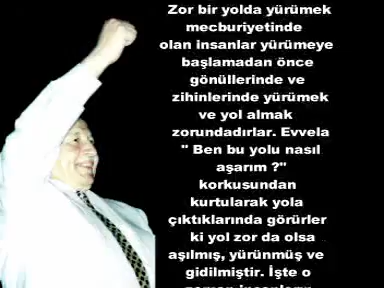 Zor bir yolda yürümek
mecburiyetinde
olan insanlar yürümeye
başlamadan önce
gönüllerinde ve
zihinlerinde yürümek
ve yol almak
zorundadırlar. Evvela
" Ben bu yolu nasıl
aşarım ?"
korkusundan
kurtularak yola
çıktıklarında görürler
ki yol zor da olsa
aşılmış, yürünmüş ve
gidilmiştir. İşte o
zaman insanların